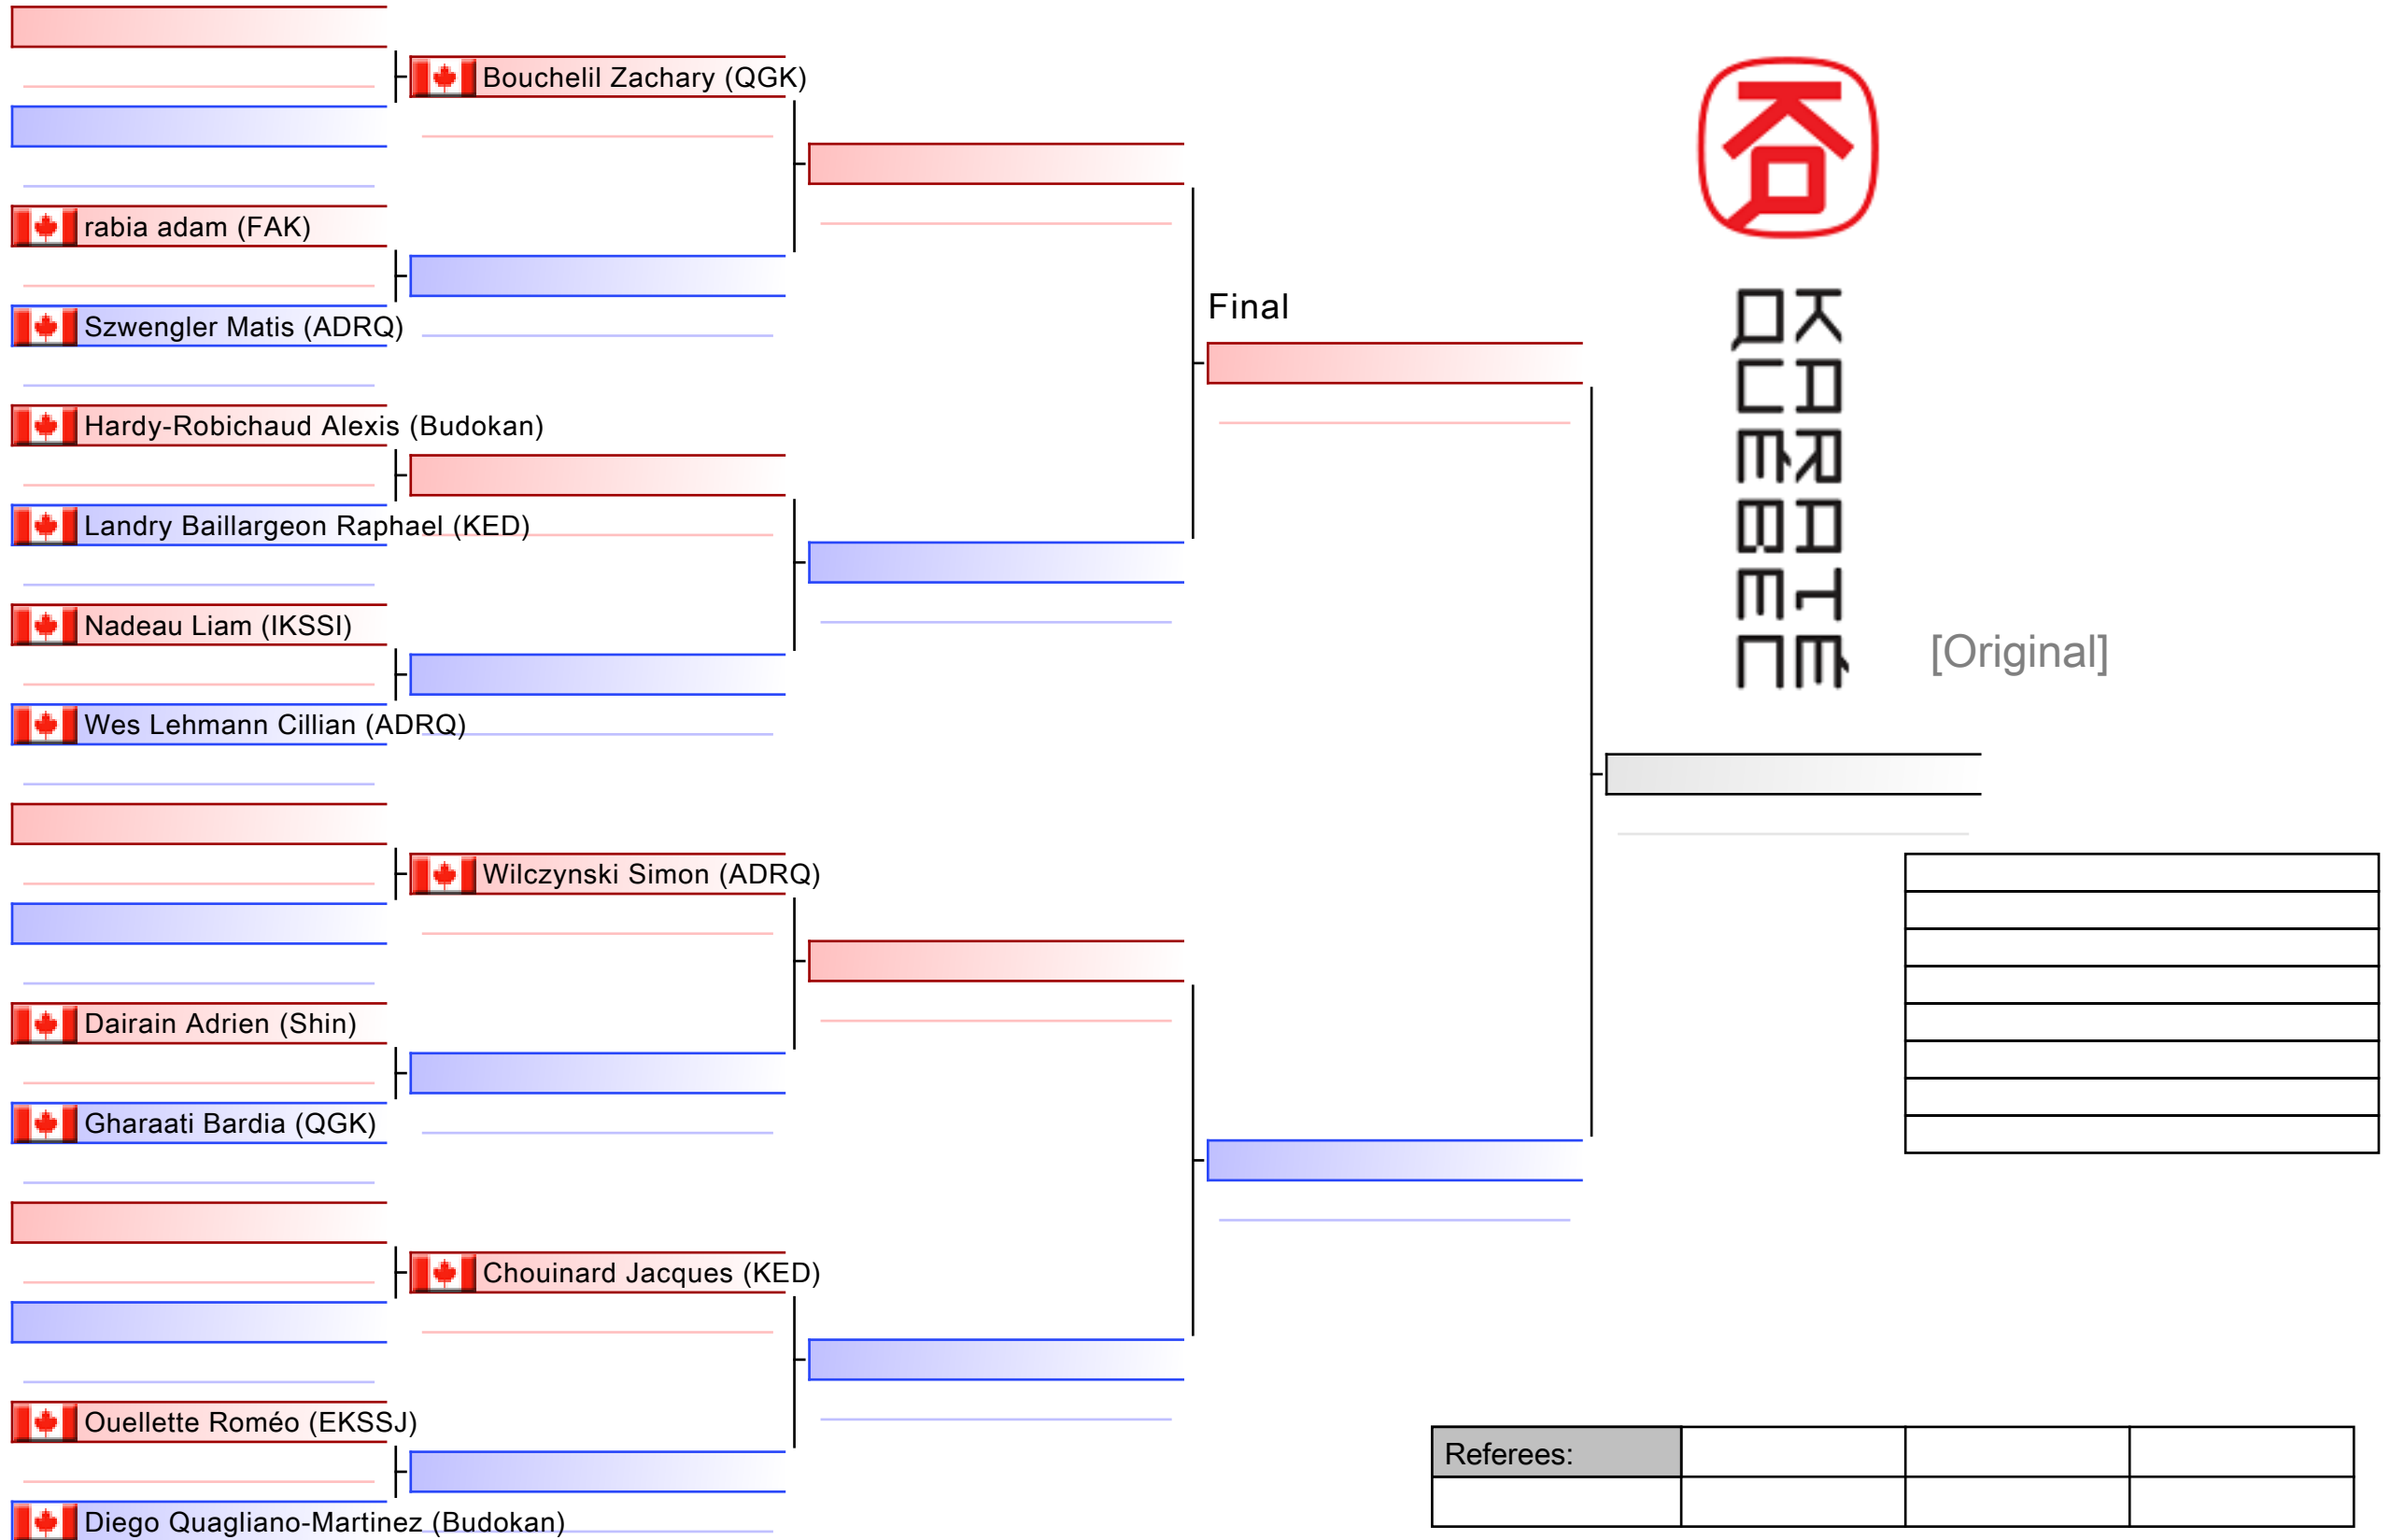 Bouchelil Zachary (QGK)
rabia adam (FAK)
Szwengler Matis (ADRQ)
Hardy-Robichaud Alexis (Budokan)
Landry Baillargeon Raphael (KED)
Nadeau Liam (IKSSI)
Wes Lehmann Cillian (ADRQ)
Wilczynski Simon (ADRQ)
Dairain Adrien (Shin)
Gharaati Bardia (QGK)
Chouinard Jacques (KED)
Ouellette Roméo (EKSSJ)
Diego Quagliano-Martinez (Budokan)
Final
KARATÉ
QUÉBEC
[Original]
Referees: